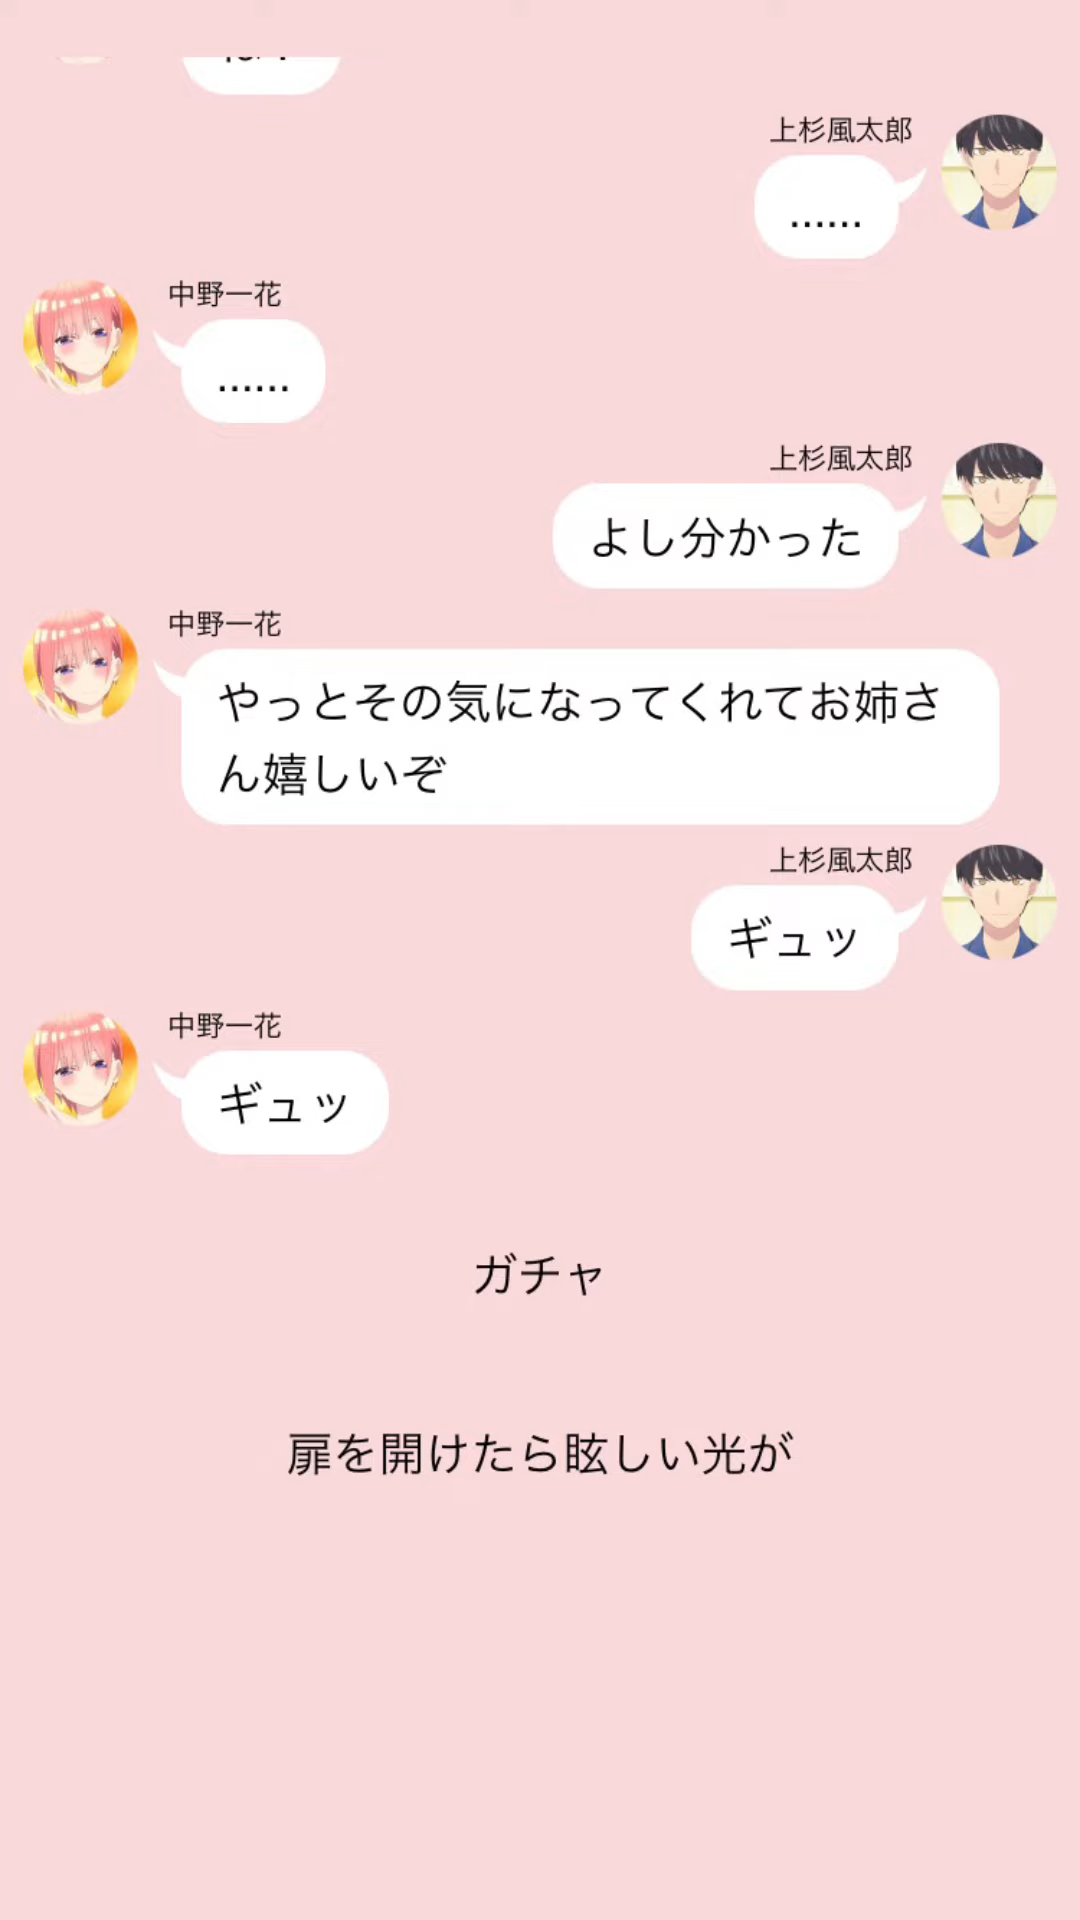 上杉風太郎
……
中野一花
……
上杉風太郎
よし分かった
中野一花
やっとその気になってくれてお姉さ
ん嬉しいぞ
上杉風太郎
ギュッ
中野一花
ギュッ
ガチャ
扉を開けたら眩しい光が